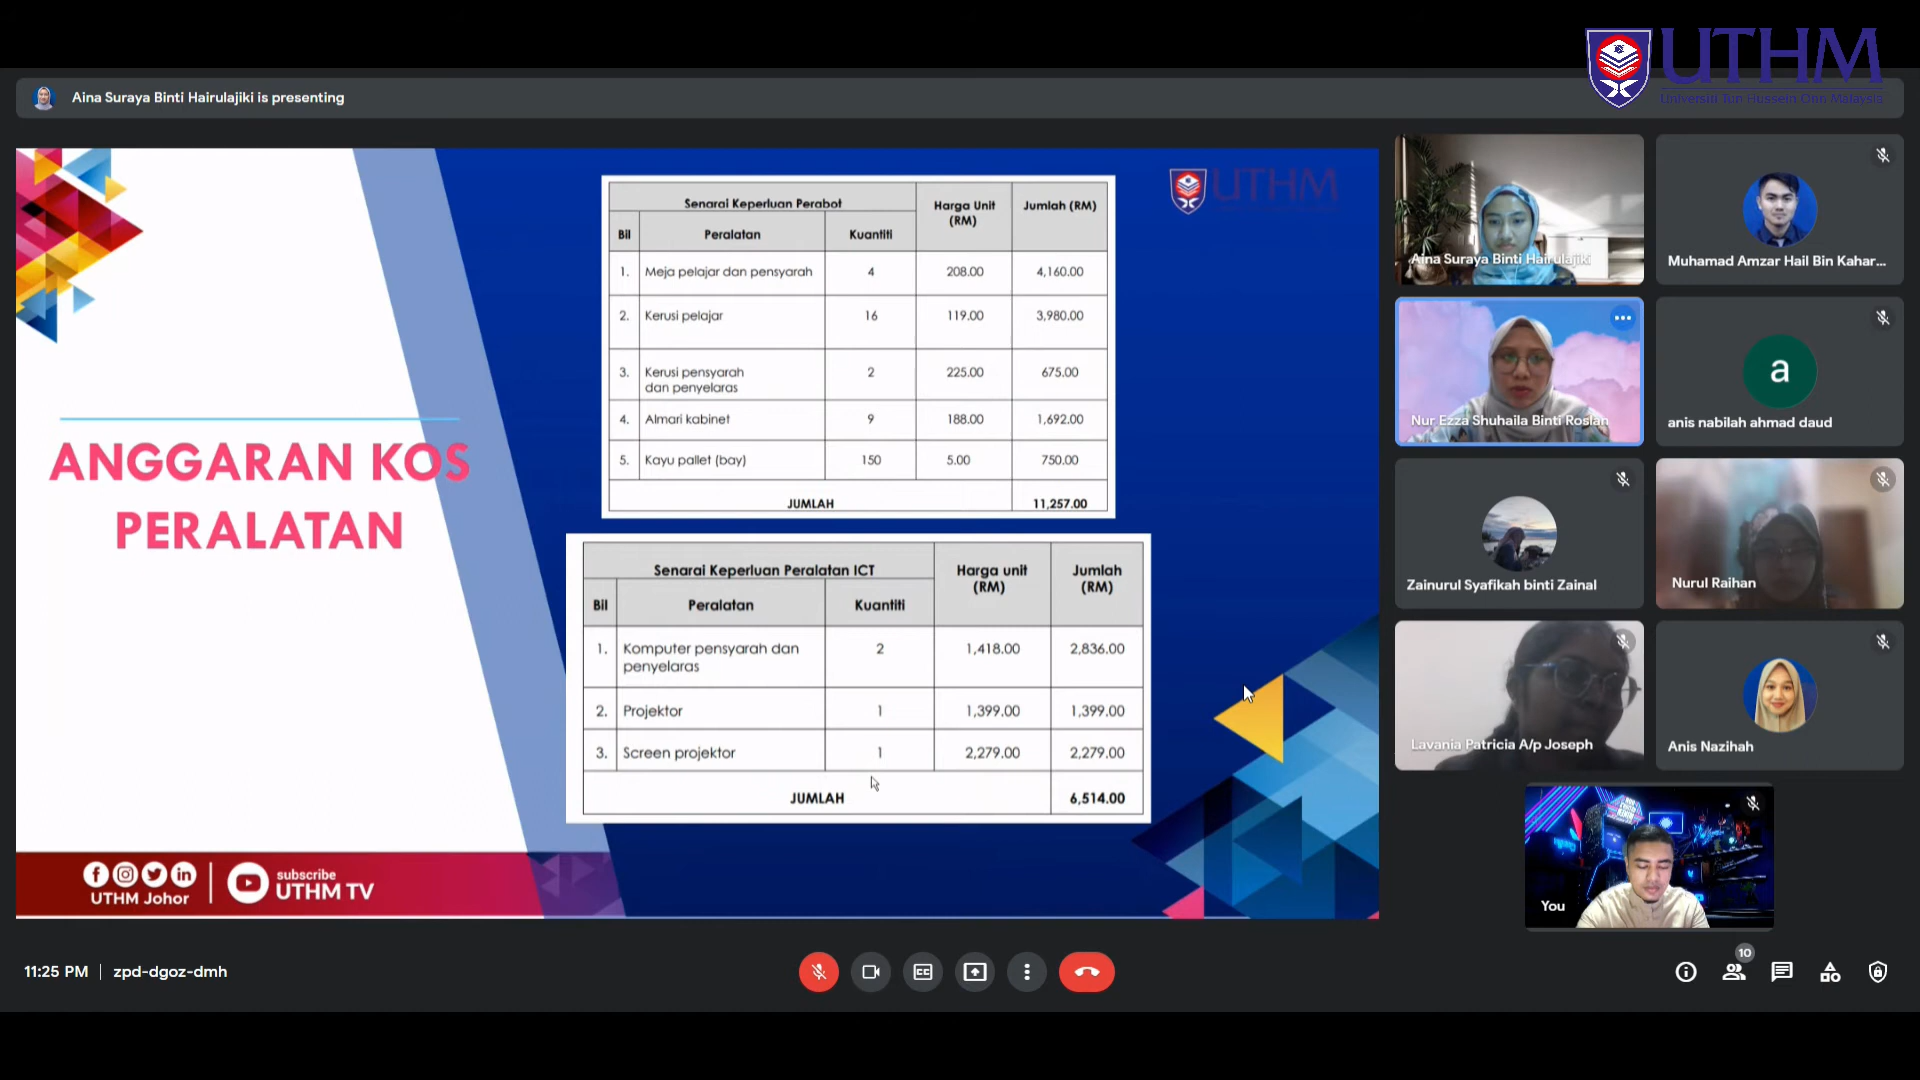 UTHM
Universiti Tun Hussein Onn Malaysia
Aina Suraya Binti Hairulajiki is presenting
ANGGARAN KOS
PERALATAN
UTHM
Senarai Keperluan Perabot
Harga Unit (RM)
Jumlah (RM)
Bil Peralatan Kuantiti
1. Meja pelajar dan pensyarah 4 208.00 4,160.00
2. Kerusi pelajar 16 119.00 3,980.00
3. Kerusi pensyarah dan penyelaras 2 225.00 675.00
4. Almari kabinet 9 188.00 1,692.00
5. Kayu pallet (bay) 150 5.00 750.00
JUMLAH 11,257.00
Senarai Keperluan Peralatan ICT
Harga unit (RM)
Jumlah (RM)
Bil Peralatan Kuantiti
1. Komputer pensyarah dan penyelaras 2 1,418.00 2,836.00
2. Projektor 1 1,399.00 1,399.00
3. Screen projektor 1 2,279.00 2,279.00
JUMLAH 6,514.00
UTHM Johor
subscribe
UTHM TV
Aina Suraya Binti Hairulajiki
Muhamad Amzar Hail Bin Kahar...
Nur Ezza Shuhaila Binti Roslan
a
anis nabilah ahmad daud
Zainurul Syafikah binti Zainal
Nurul Raihan
Lavania Patricia A/p Joseph
Anis Nazihah
You
11:25 PM | zpd-dgoz-dmh
CC
10